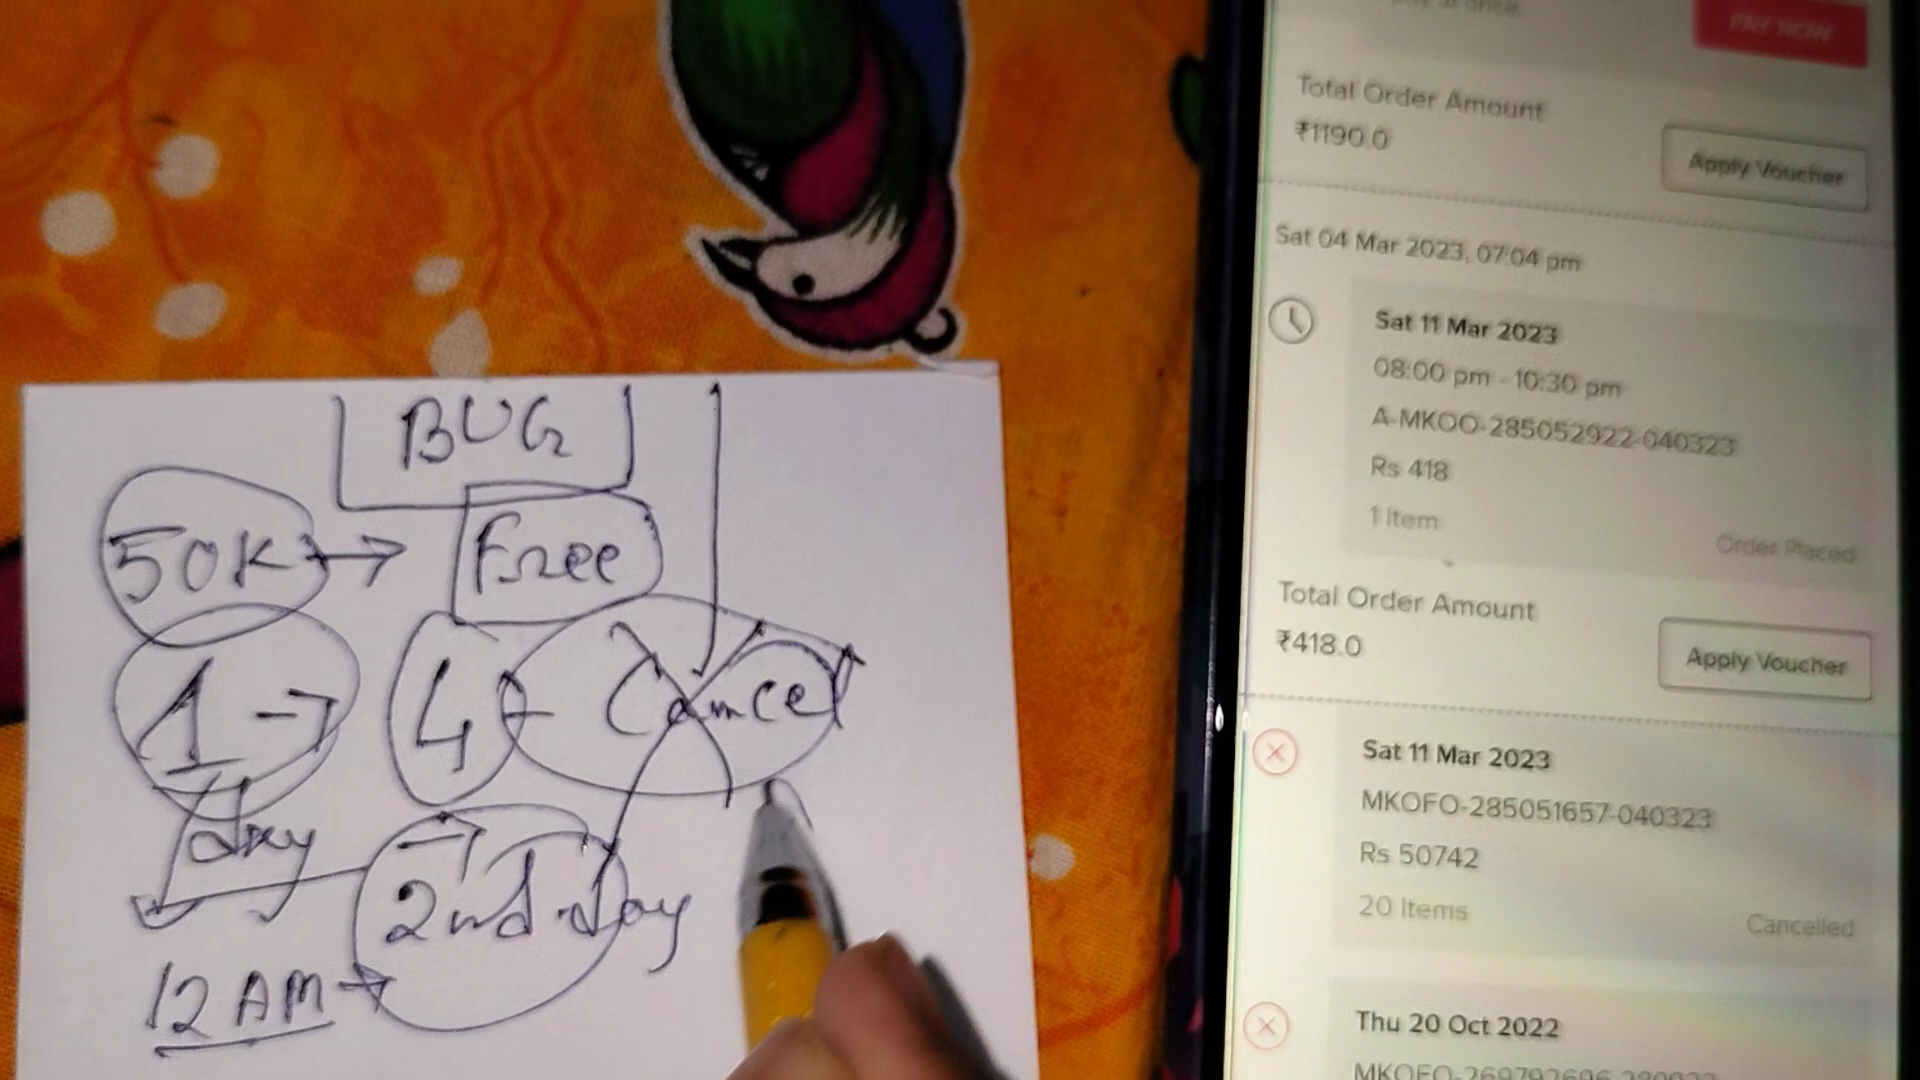 BUG
50K → Free
1 → 4 - Cancel
day
→
2nd day
12 AM →
PAY NOW
Total Order Amount
₹1190.0
Apply Voucher
Sat 04 Mar 2023, 07:04 pm
Sat 11 Mar 2023
08:00 pm - 10:30 pm
A-MKOO-285052922-040323
Rs 418
1 Item
Order Placed
Total Order Amount
₹418.0
Apply Voucher
Sat 11 Mar 2023
MKOFO-285051657-040323
Rs 50742
20 Items
Cancelled
Thu 20 Oct 2022